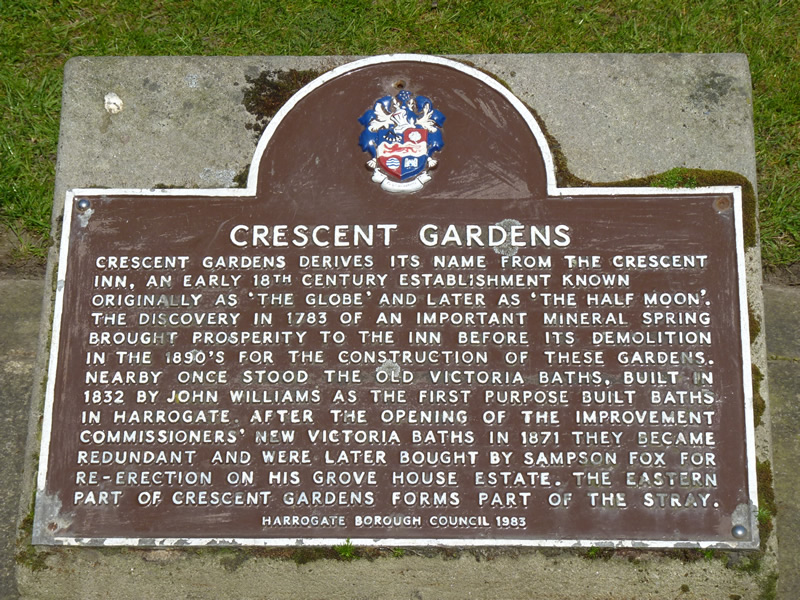 CRESCENT GARDENS
CRESCENT GARDENS DERIVES ITS NAME FROM THE CRESCENT
INN, AN EARLY 18TH CENTURY ESTABLISHMENT KNOWN
ORIGINALLY AS 'THE GLOBE' AND LATER AS 'THE HALF MOON'.
THE DISCOVERY IN 1783 OF AN IMPORTANT MINERAL SPRING
BROUGHT PROSPERITY TO THE INN BEFORE ITS DEMOLITION
IN THE 1890'S FOR THE CONSTRUCTION OF THESE GARDENS.
NEARBY ONCE STOOD THE OLD VICTORIA BATHS, BUILT IN
1832 BY JOHN WILLIAMS AS THE FIRST PURPOSE BUILT BATHS
IN HARROGATE. AFTER THE OPENING OF THE IMPROVEMENT
COMMISSIONERS' NEW VICTORIA BATHS IN 1871 THEY BECAME
REDUNDANT AND WERE LATER BOUGHT BY SAMPSON FOX FOR
RE-ERECTION ON HIS GROVE HOUSE ESTATE. THE EASTERN
PART OF CRESCENT GARDENS FORMS PART OF THE STRAY.
HARROGATE BOROUGH COUNCIL 1983